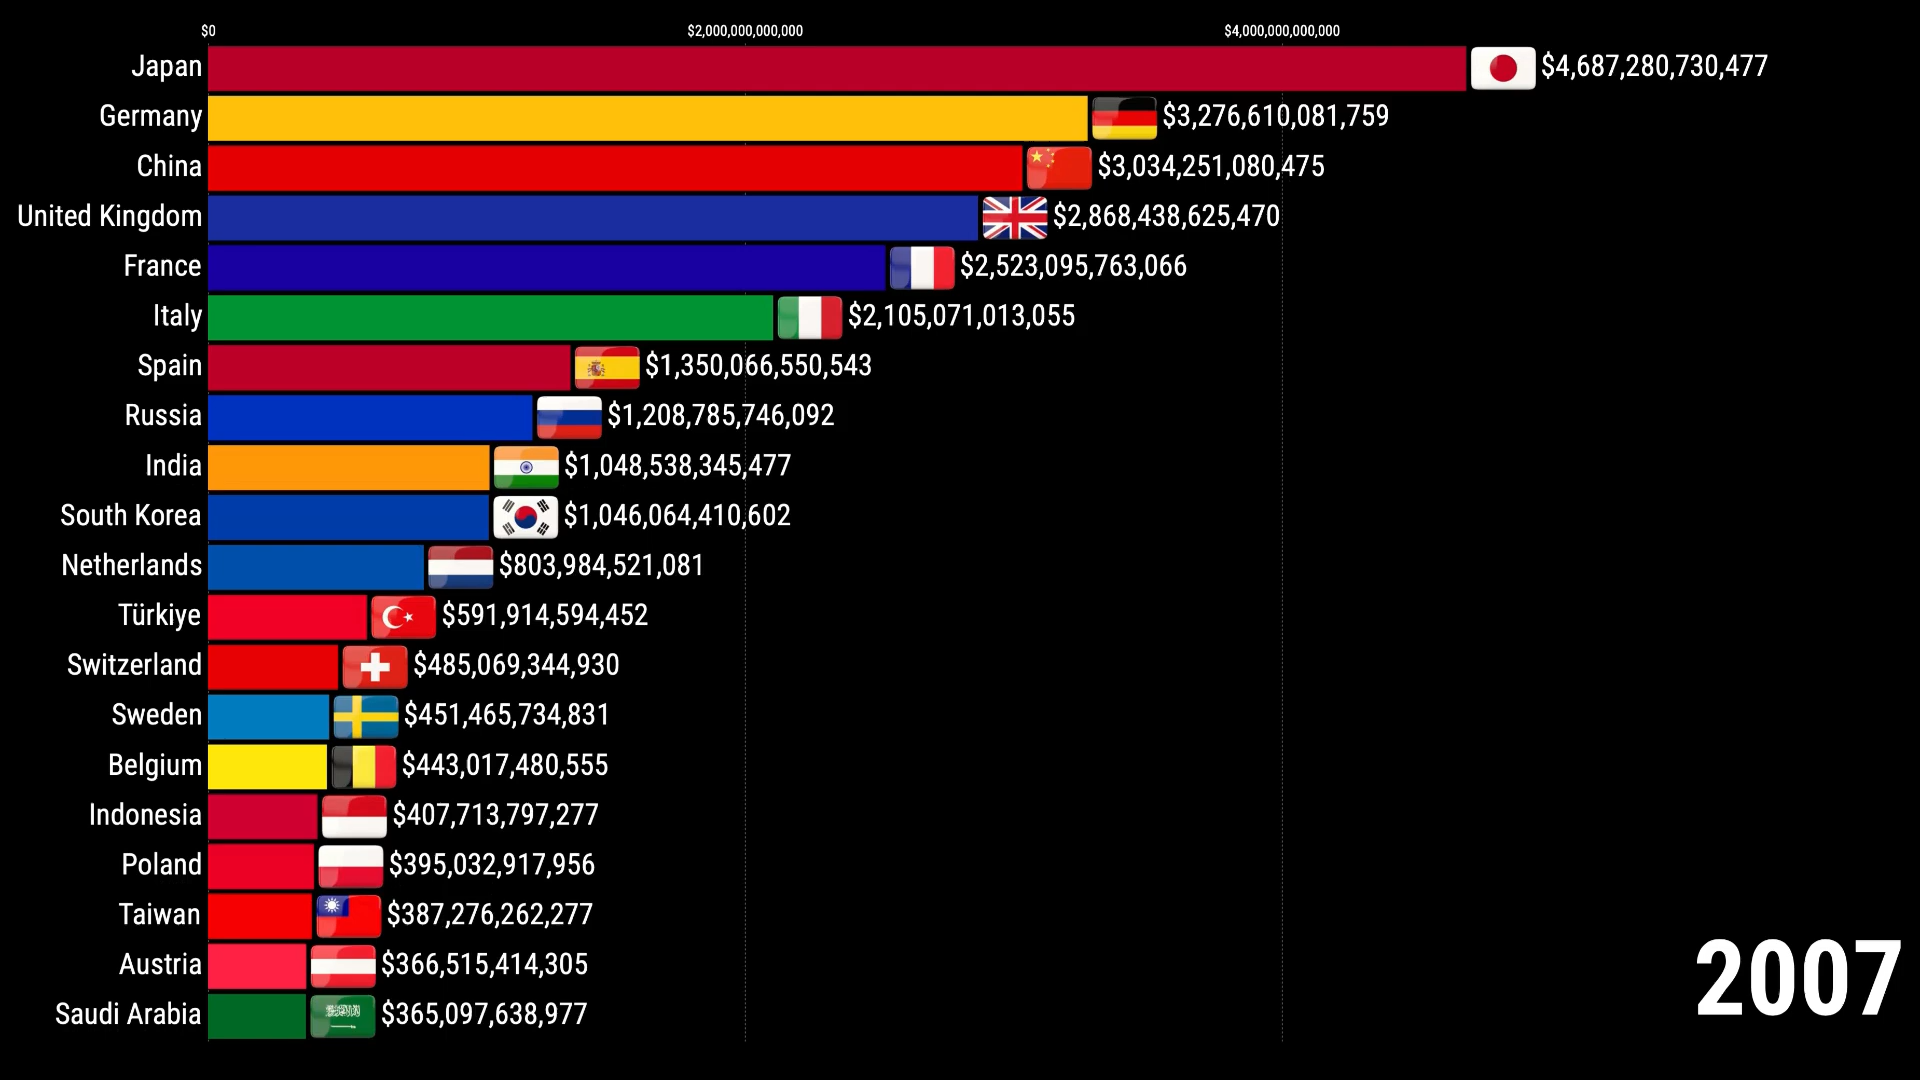 $0 $2,000,000,000,000 $4,000,000,000,000
Japan $4,687,280,730,477
Germany $3,276,610,081,759
China $3,034,251,080,475
United Kingdom $2,868,438,625,470
France $2,523,095,763,066
Italy $2,105,071,013,055
Spain $1,350,066,550,543
Russia $1,208,785,746,092
India $1,048,538,345,477
South Korea $1,046,064,410,602
Netherlands $803,984,521,081
Türkiye $591,914,594,452
Switzerland $485,069,344,930
Sweden $451,465,734,831
Belgium $443,017,480,555
Indonesia $407,713,797,277
Poland $395,032,917,956
Taiwan $387,276,262,277
Austria $366,515,414,305
Saudi Arabia $365,097,638,977
2007